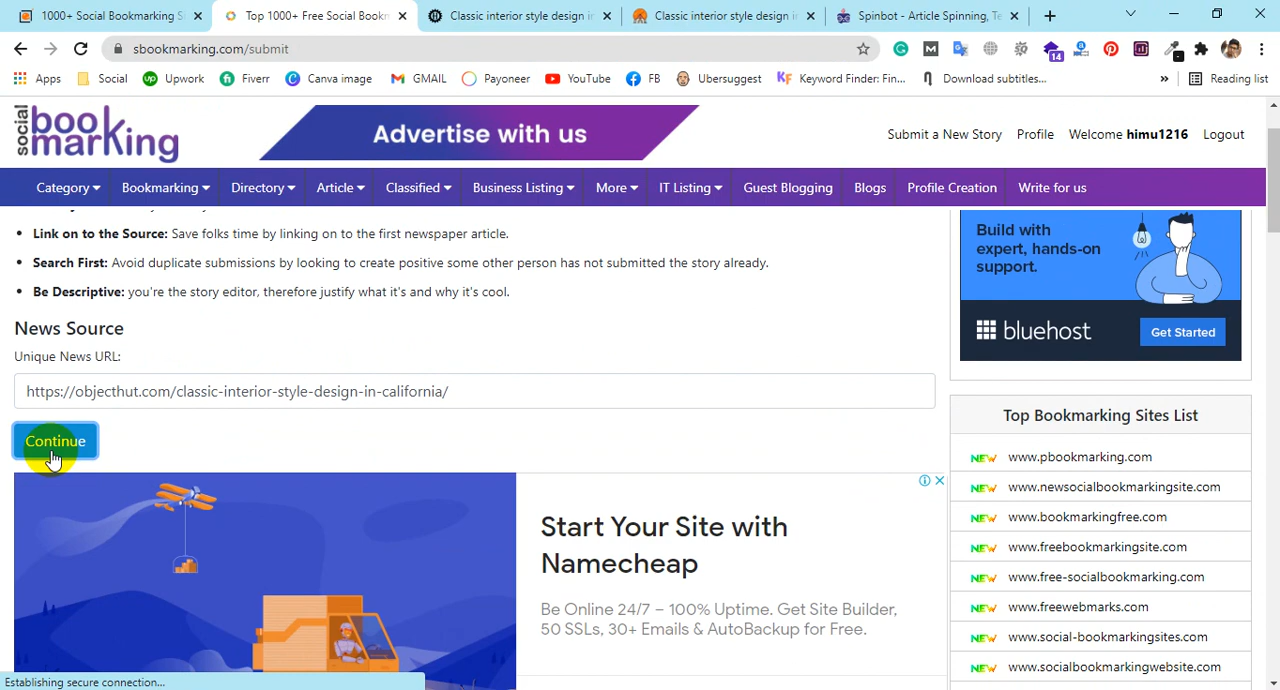 1000+ Social Bookmarking S
Top 1000+ Free Social Bookm
Classic interior style design in
Classic interior style design in
Spinbot - Article Spinning, Te
sbookmarking.com/submit
14
Apps
Social
Upwork
Fiverr
Canva image
GMAIL
Payoneer
YouTube
FB
Ubersuggest
Keyword Finder: Fin...
Download subtitles...
»
Reading list
social bookmarking
Advertise with us
Submit a New Story
Profile
Welcome himu1216
Logout
Category
Bookmarking
Directory
Article
Classified
Business Listing
More
IT Listing
Guest Blogging
Blogs
Profile Creation
Write for us
• Link on to the Source: Save folks time by linking on to the first newspaper article.
• Search First: Avoid duplicate submissions by looking to create positive some other person has not submitted the story already.
• Be Descriptive: you're the story editor, therefore justify what it's and why it's cool.
News Source
Unique News URL:
https://objecthut.com/classic-interior-style-design-in-california/
Continue
Start Your Site with
Namecheap
Be Online 24/7 – 100% Uptime. Get Site Builder,
50 SSLs, 30+ Emails & AutoBackup for Free.
Build with
expert, hands-on
support.
bluehost
Get Started
Top Bookmarking Sites List
NEW www.pbookmarking.com
NEW www.newsocialbookmarkingsite.com
NEW www.bookmarkingfree.com
NEW www.freebookmarkingsite.com
NEW www.free-socialbookmarking.com
NEW www.freewebmarks.com
NEW www.social-bookmarkingsites.com
NEW www.socialbookmarkingwebsite.com
Establishing secure connection...